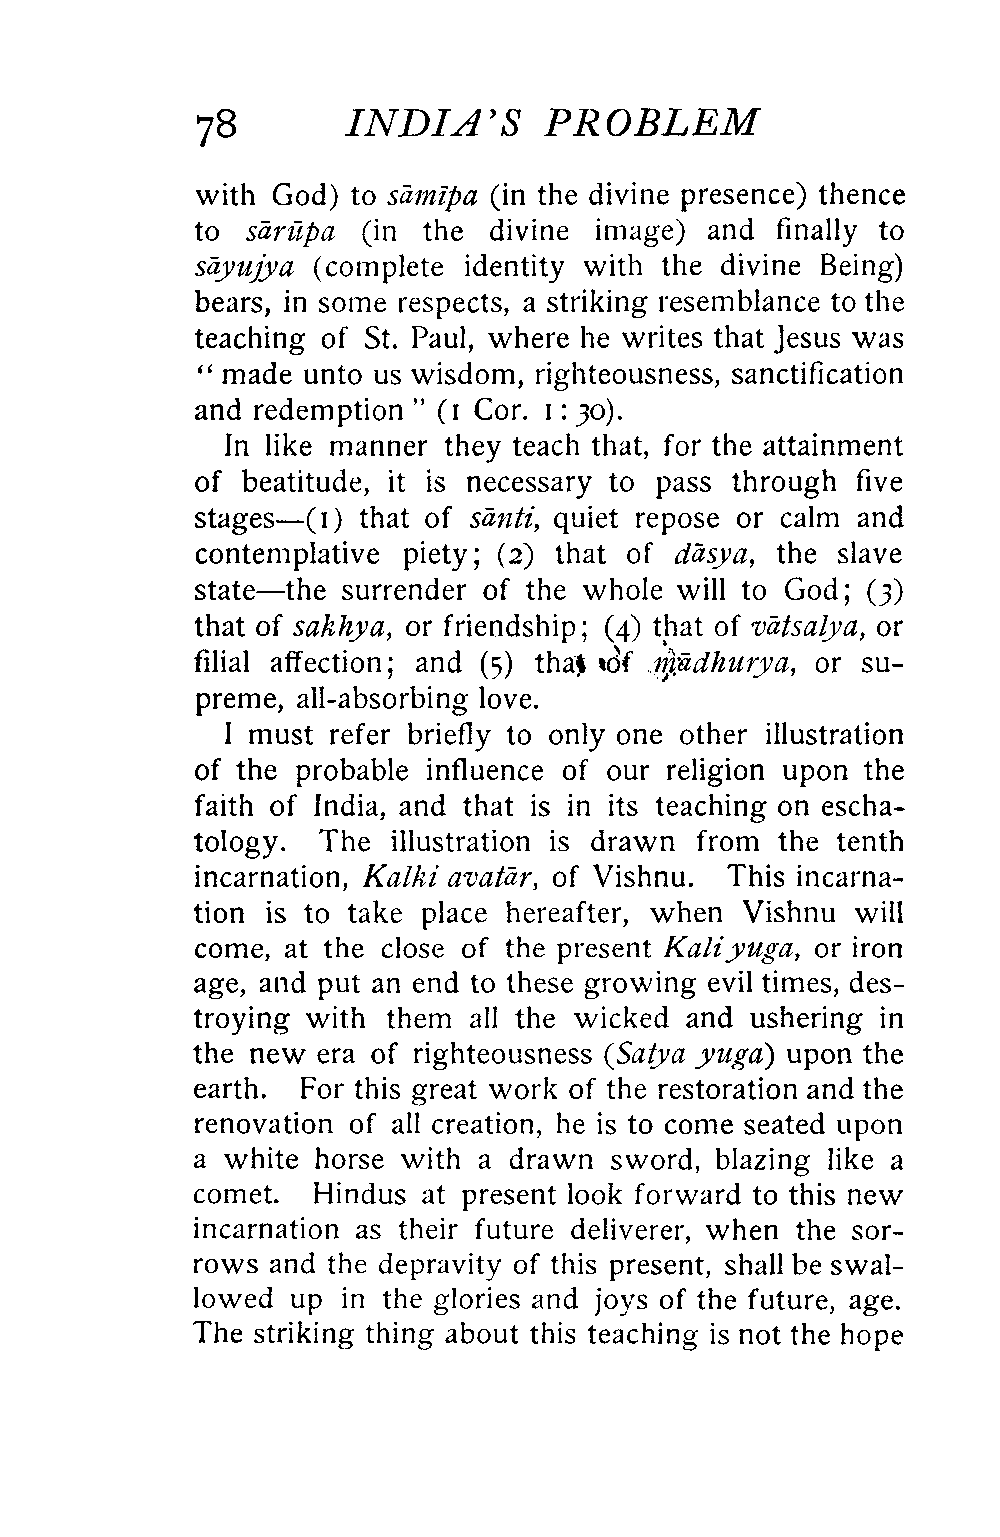 78 INDIA'S PROBLEM
with God) to sāmīpa (in the divine presence) thence
to sārūpa (in the divine image) and finally to
sāyujya (complete identity with the divine Being)
bears, in some respects, a striking resemblance to the
teaching of St. Paul, where he writes that Jesus was
“ made unto us wisdom, righteousness, sanctification
and redemption ” (1 Cor. 1 : 30).
In like manner they teach that, for the attainment
of beatitude, it is necessary to pass through five
stages—(1) that of sānti, quiet repose or calm and
contemplative piety; (2) that of dāsya, the slave
state—the surrender of the whole will to God; (3)
that of sakhya, or friendship; (4) that of vātsalya, or
filial affection; and (5) that of mādhurya, or su-
preme, all-absorbing love.
I must refer briefly to only one other illustration
of the probable influence of our religion upon the
faith of India, and that is in its teaching on escha-
tology. The illustration is drawn from the tenth
incarnation, Kalki avatār, of Vishnu. This incarna-
tion is to take place hereafter, when Vishnu will
come, at the close of the present Kali yuga, or iron
age, and put an end to these growing evil times, des-
troying with them all the wicked and ushering in
the new era of righteousness (Satya yuga) upon the
earth. For this great work of the restoration and the
renovation of all creation, he is to come seated upon
a white horse with a drawn sword, blazing like a
comet. Hindus at present look forward to this new
incarnation as their future deliverer, when the sor-
rows and the depravity of this present, shall be swal-
lowed up in the glories and joys of the future, age.
The striking thing about this teaching is not the hope